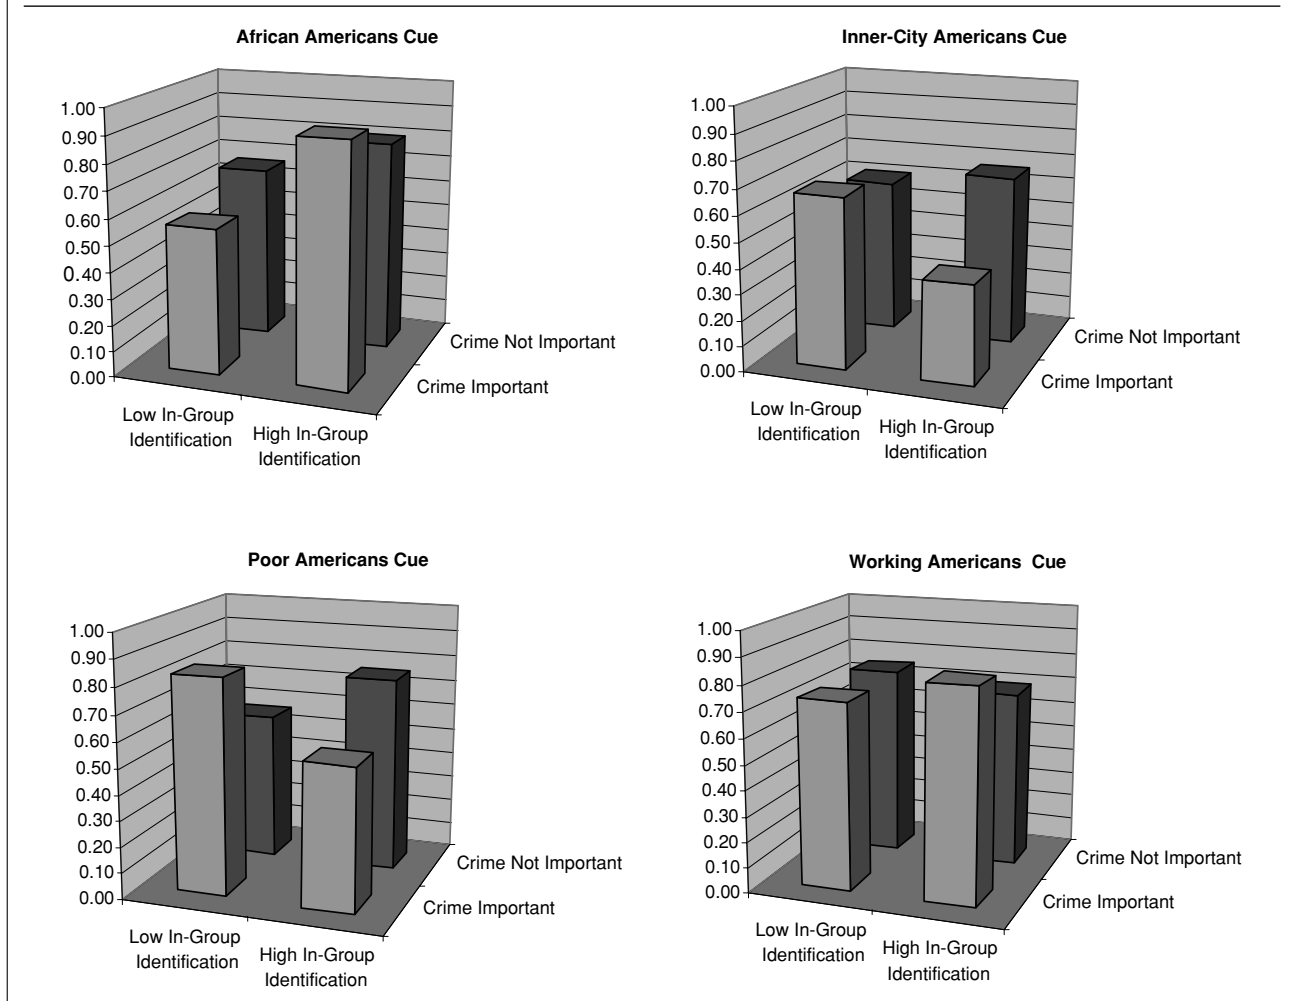 African Americans Cue
1.00
0.90
0.80
0.70
0.60
0.50
0.40
0.30
0.20
0.10
0.00
Crime Not Important
Crime Important
Low In-Group
Identification
High In-Group
Identification
Inner-City Americans Cue
1.00
0.90
0.80
0.70
0.60
0.50
0.40
0.30
0.20
0.10
0.00
Crime Not Important
Crime Important
Low In-Group
Identification
High In-Group
Identification
Poor Americans Cue
1.00
0.90
0.80
0.70
0.60
0.50
0.40
0.30
0.20
0.10
0.00
Crime Not Important
Crime Important
Low In-Group
Identification
High In-Group
Identification
Working Americans Cue
1.00
0.90
0.80
0.70
0.60
0.50
0.40
0.30
0.20
0.10
0.00
Crime Not Important
Crime Important
Low In-Group
Identification
High In-Group
Identification